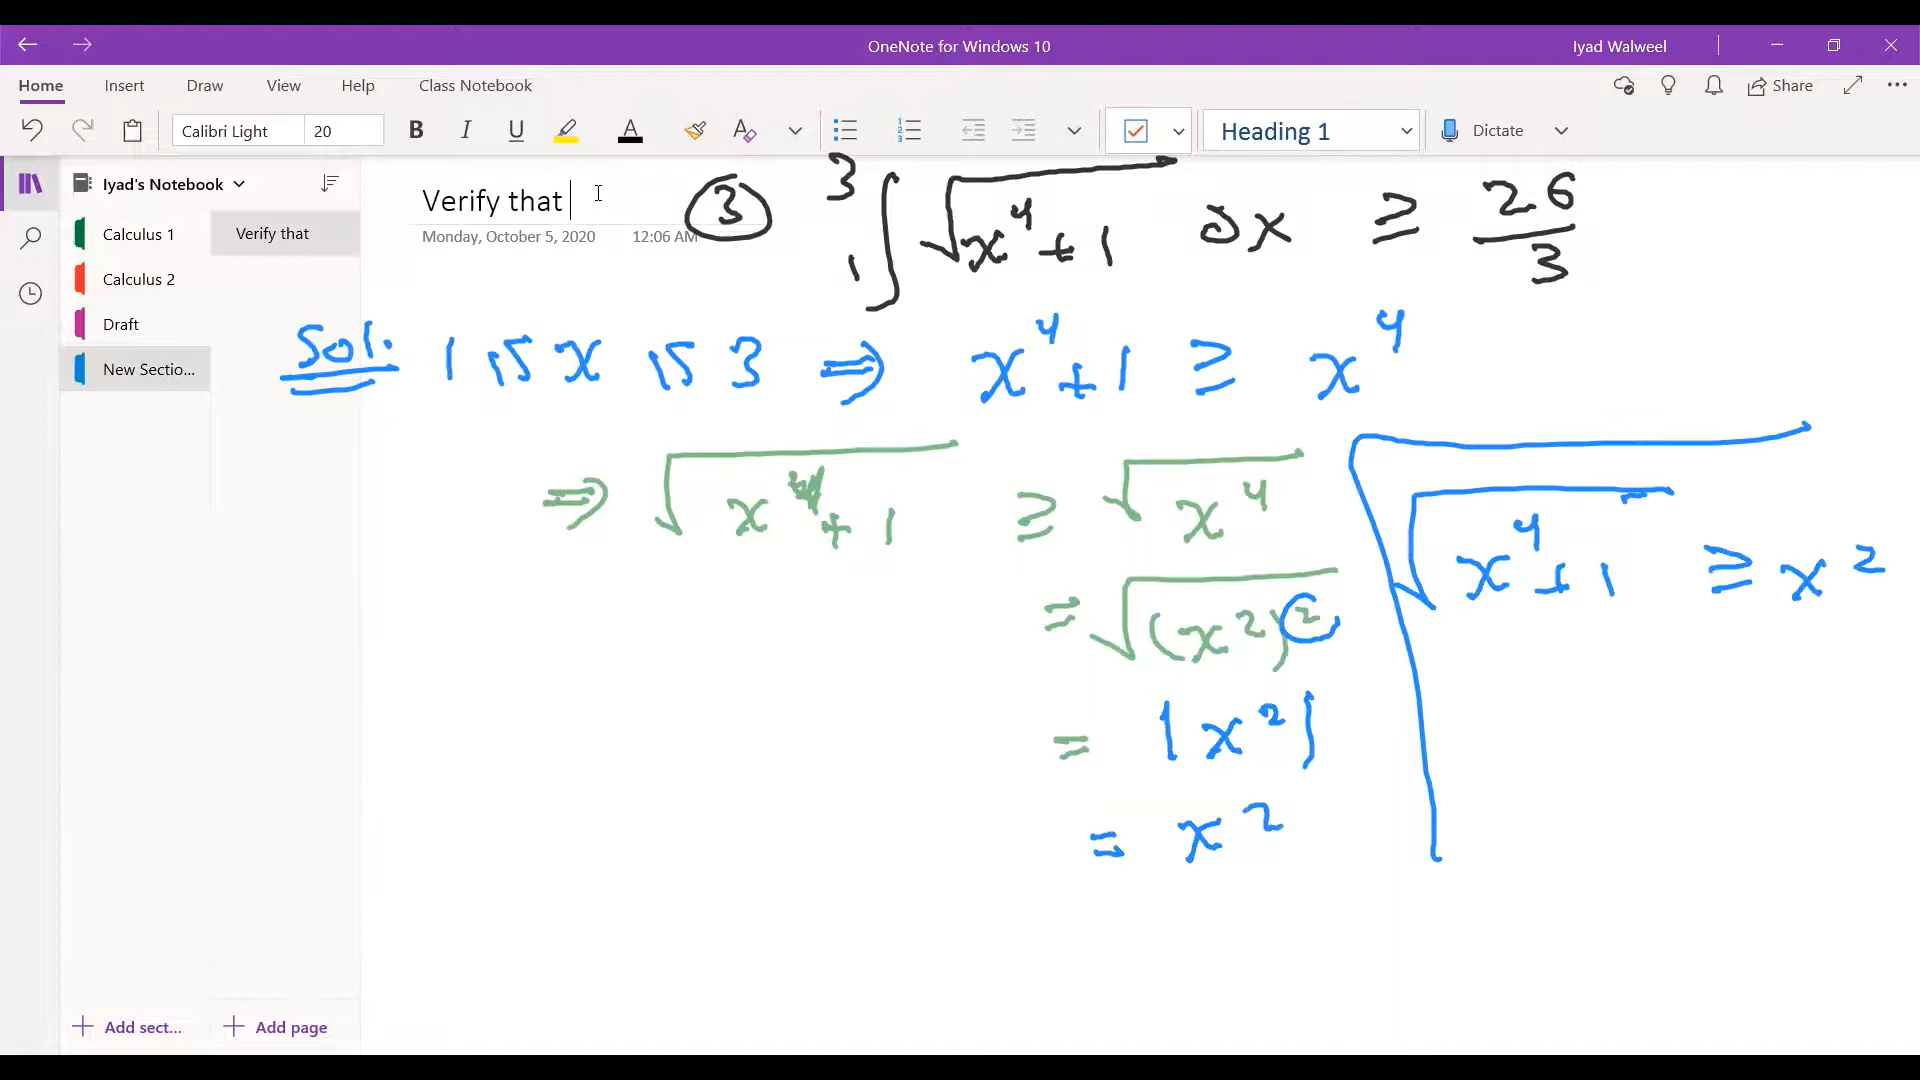 OneNote for Windows 10
Iyad Walweel
Home Insert Draw View Help Class Notebook
Share
Calibri Light 20 B I U A Heading 1 Dictate
Iyad's Notebook
Calculus 1
Calculus 2
Draft
New Sectio...
Verify that
Add sect...
Add page
Verify that
Monday, October 5, 2020 12:06 AM
③ ∫₁³ √(x⁴+1) dx ≥ 26/3
Sol: 1 ≤ x ≤ 3 ⇒ x⁴+1 ≥ x⁴
⇒ √(x⁴+1) ≥ √(x⁴)
= √((x²)²)
= |x²|
= x²
√(x⁴+1) ≥ x²